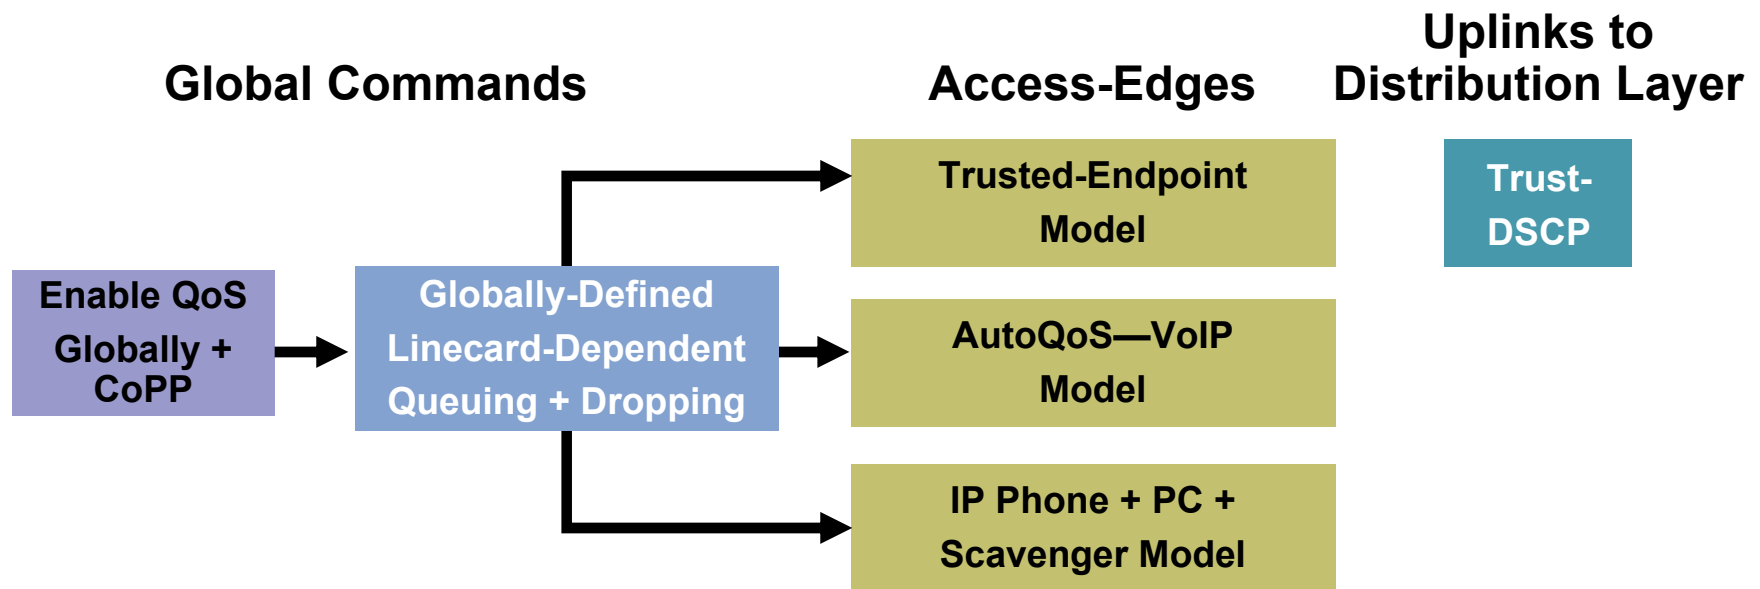 Global Commands
Access-Edges
Uplinks to
Distribution Layer
Enable QoS
Globally +
CoPP
Globally-Defined
Linecard-Dependent
Queuing + Dropping
Trusted-Endpoint
Model
AutoQoS—VoIP
Model
IP Phone + PC +
Scavenger Model
Trust-
DSCP